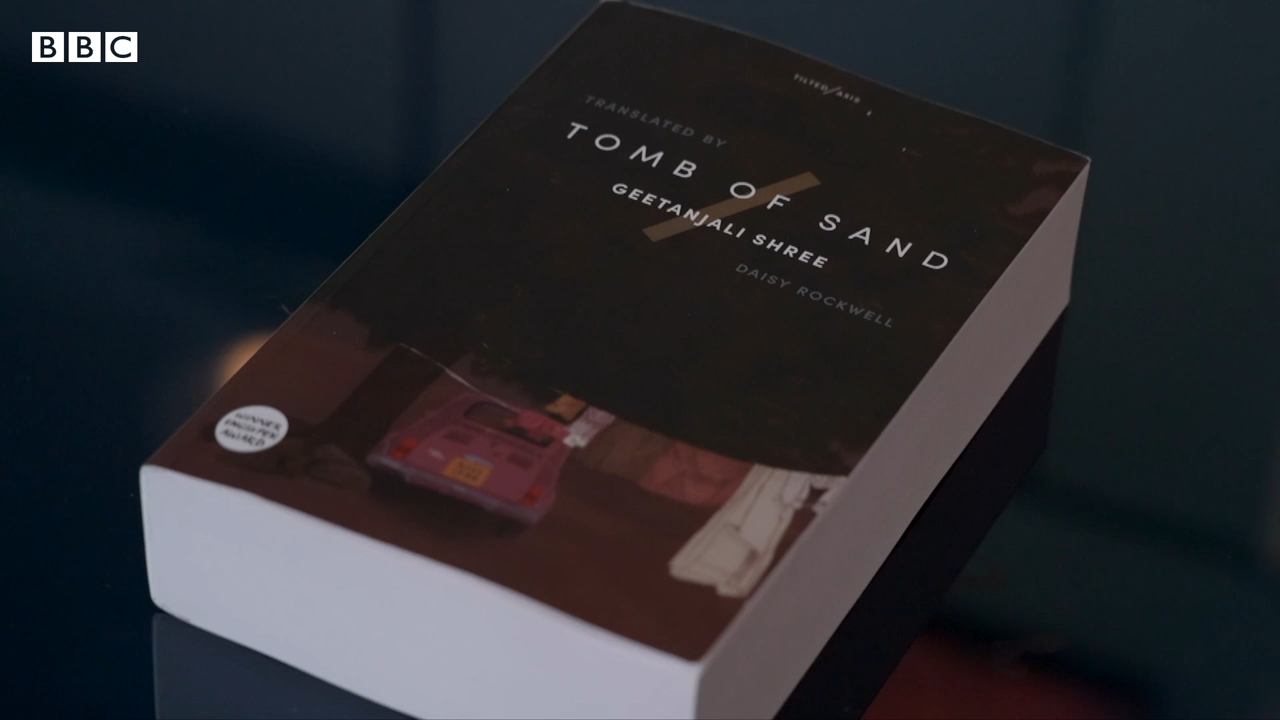 BBC
TILTED / AXIS
TRANSLATED BY
TOMB OF SAND
GEETANJALI SHREE
DAISY ROCKWELL
WINNER
ENGLISH PEN
AWARD